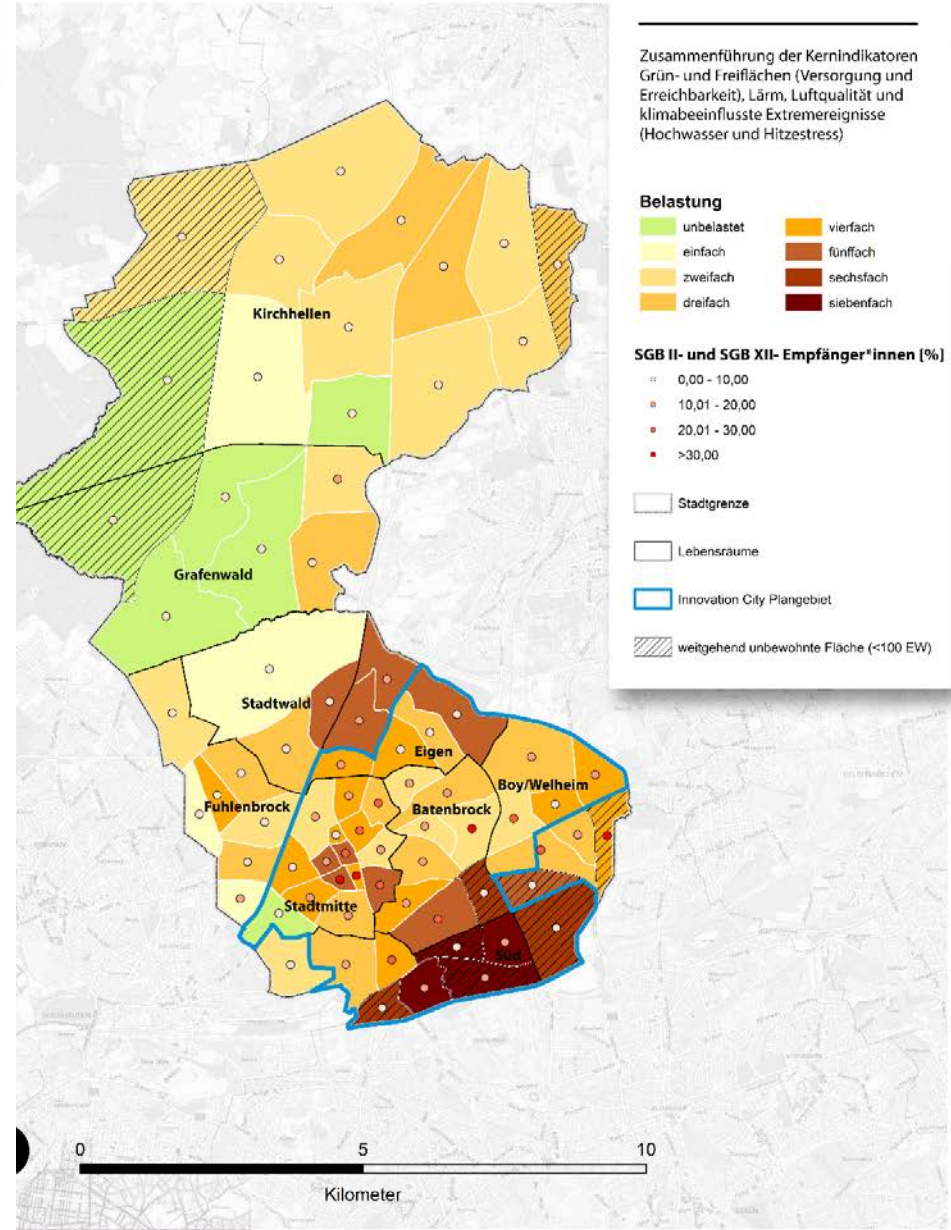 Zusammenführung der Kernindikatoren
Grün- und Freiflächen (Versorgung und
Erreichbarkeit), Lärm, Luftqualität und
klimabeeinflusste Extremereignisse
(Hochwasser und Hitzestress)
Belastung
unbelastet
einfach
zweifach
dreifach
vierfach
fünffach
sechsfach
siebenfach
SGB II- und SGB XII- Empfänger*innen [%]
0,00 - 10,00
10,01 - 20,00
20,01 - 30,00
>30,00
Stadtgrenze
Lebensräume
Innovation City Plangebiet
weitgehend unbewohnte Fläche (<100 EW)
Kirchhellen
Grafenwald
Stadtwald
Eigen
Boy/Welheim
Fuhlenbrock
Batenbrock
Stadtmitte
Süd
0 5 10
Kilometer